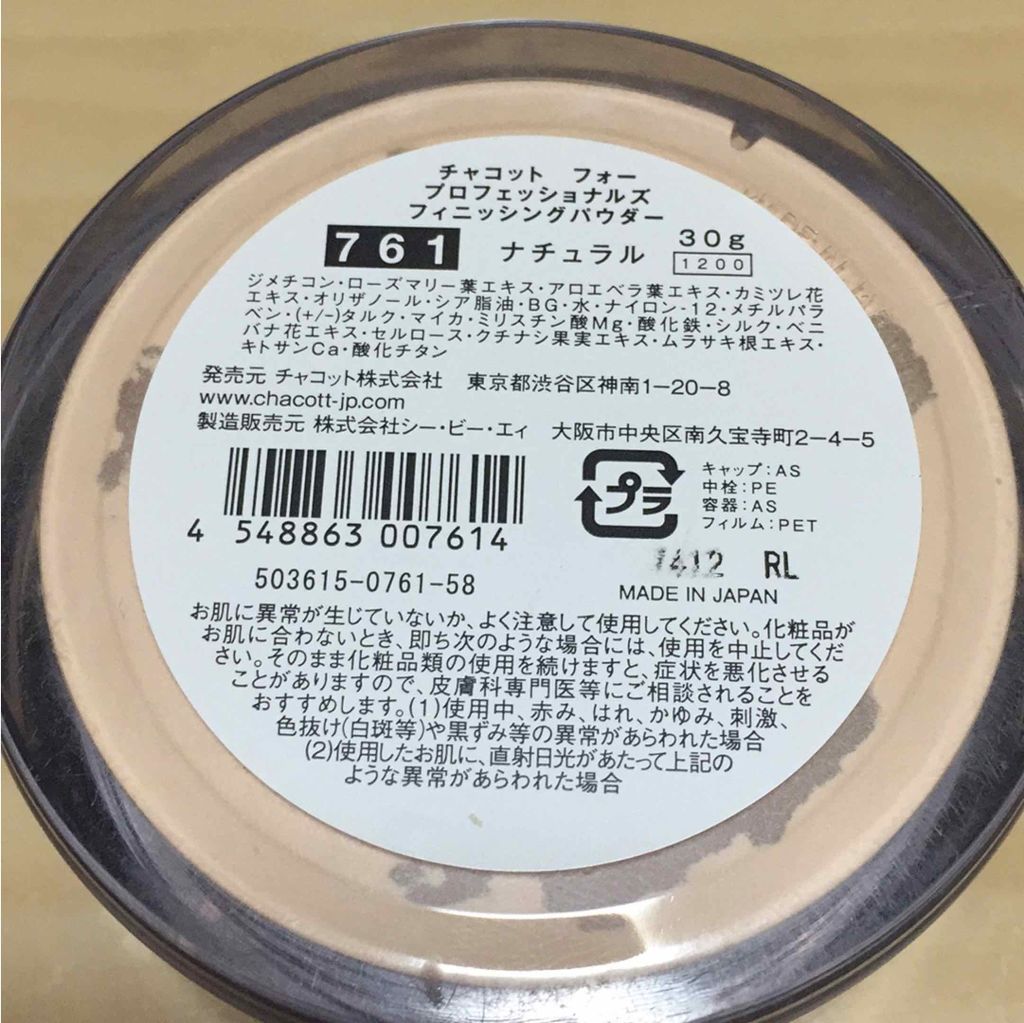 チャコット フォー
プロフェッショナルズ
フィニッシングパウダー
761 ナチュラル 30g
1200
ジメチコン・ローズマリー葉エキス・アロエベラ葉エキス・カミツレ花
エキス・オリザノール・シア脂油・BG・水・ナイロン-12・メチルパラ
ベン・(+/-)タルク・マイカ・ミリスチン酸Mg・酸化鉄・シルク・ベニ
バナ花エキス・セルロース・クチナシ果実エキス・ムラサキ根エキス・
キトサンCa・酸化チタン
発売元 チャコット株式会社 東京都渋谷区神南1-20-8
www.chacott-jp.com
製造販売元 株式会社シー・ビー・エィ 大阪市中央区南久宝寺町2-4-5
プラ
キャップ:AS
中栓:PE
容器:AS
フィルム:PET
4 548863 007614
RL
503615-0761-58
MADE IN JAPAN
お肌に異常が生じていないか、よく注意して使用してください。化粧品が
お肌に合わないとき、即ち次のような場合には、使用を中止してくだ
さい。そのまま化粧品類の使用を続けますと、症状を悪化させる
ことがありますので、皮膚科専門医等にご相談されることを
おすすめします。(1)使用中、赤み、はれ、かゆみ、刺激、
色抜け(白斑等)や黒ずみ等の異常があらわれた場合
(2)使用したお肌に、直射日光があたって上記の
ような異常があらわれた場合